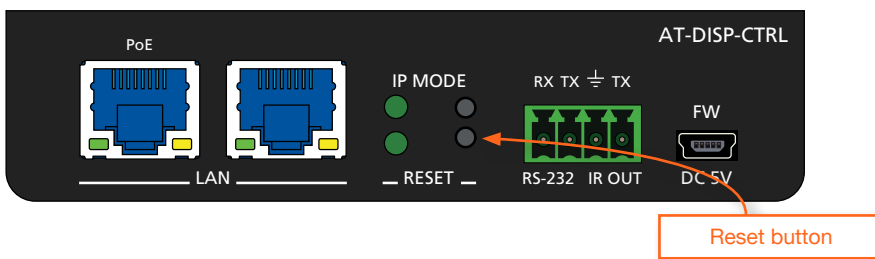 AT-DISP-CTRL
PoE
IP MODE
RX TX TX
FW
LAN
RESET
RS-232 IR OUT
DC 5V
Reset button